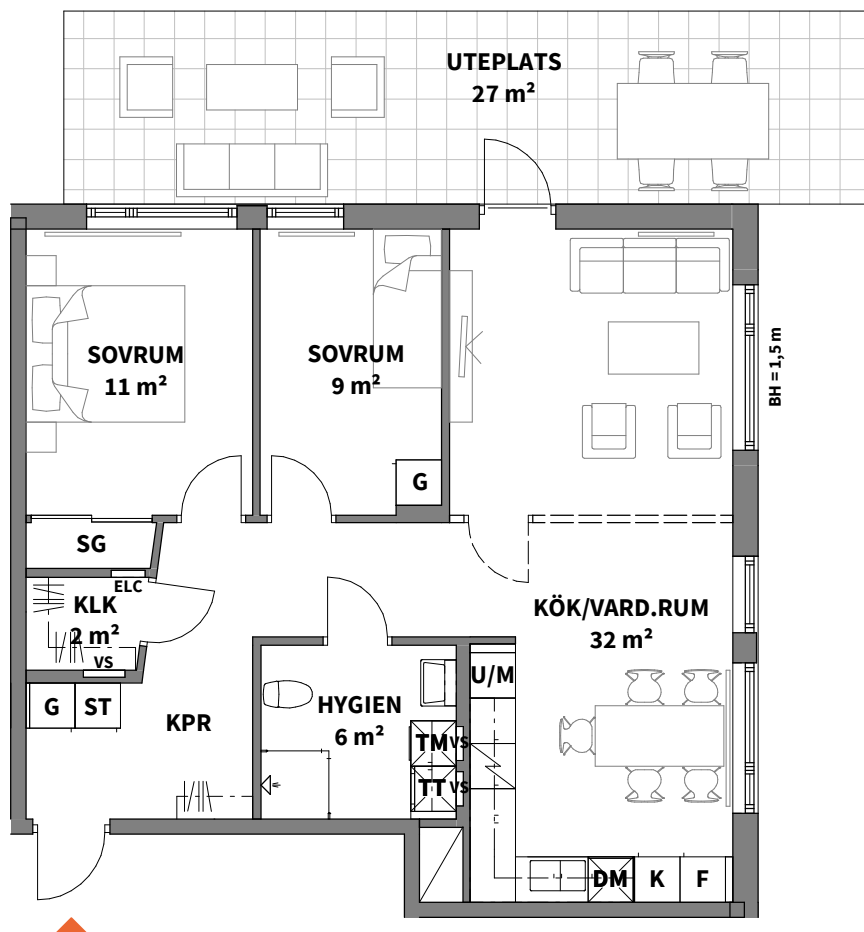 UTEPLATS
27 m²
BH = 1,5 m
SOVRUM
11 m²
SOVRUM
9 m²
G
SG
ELC
KLK
2 m²
VS
KÖK/VARD.RUM
32 m²
U/M
G
ST
KPR
HYGIEN
6 m²
TM
VS
TT
VS
DM
K
F